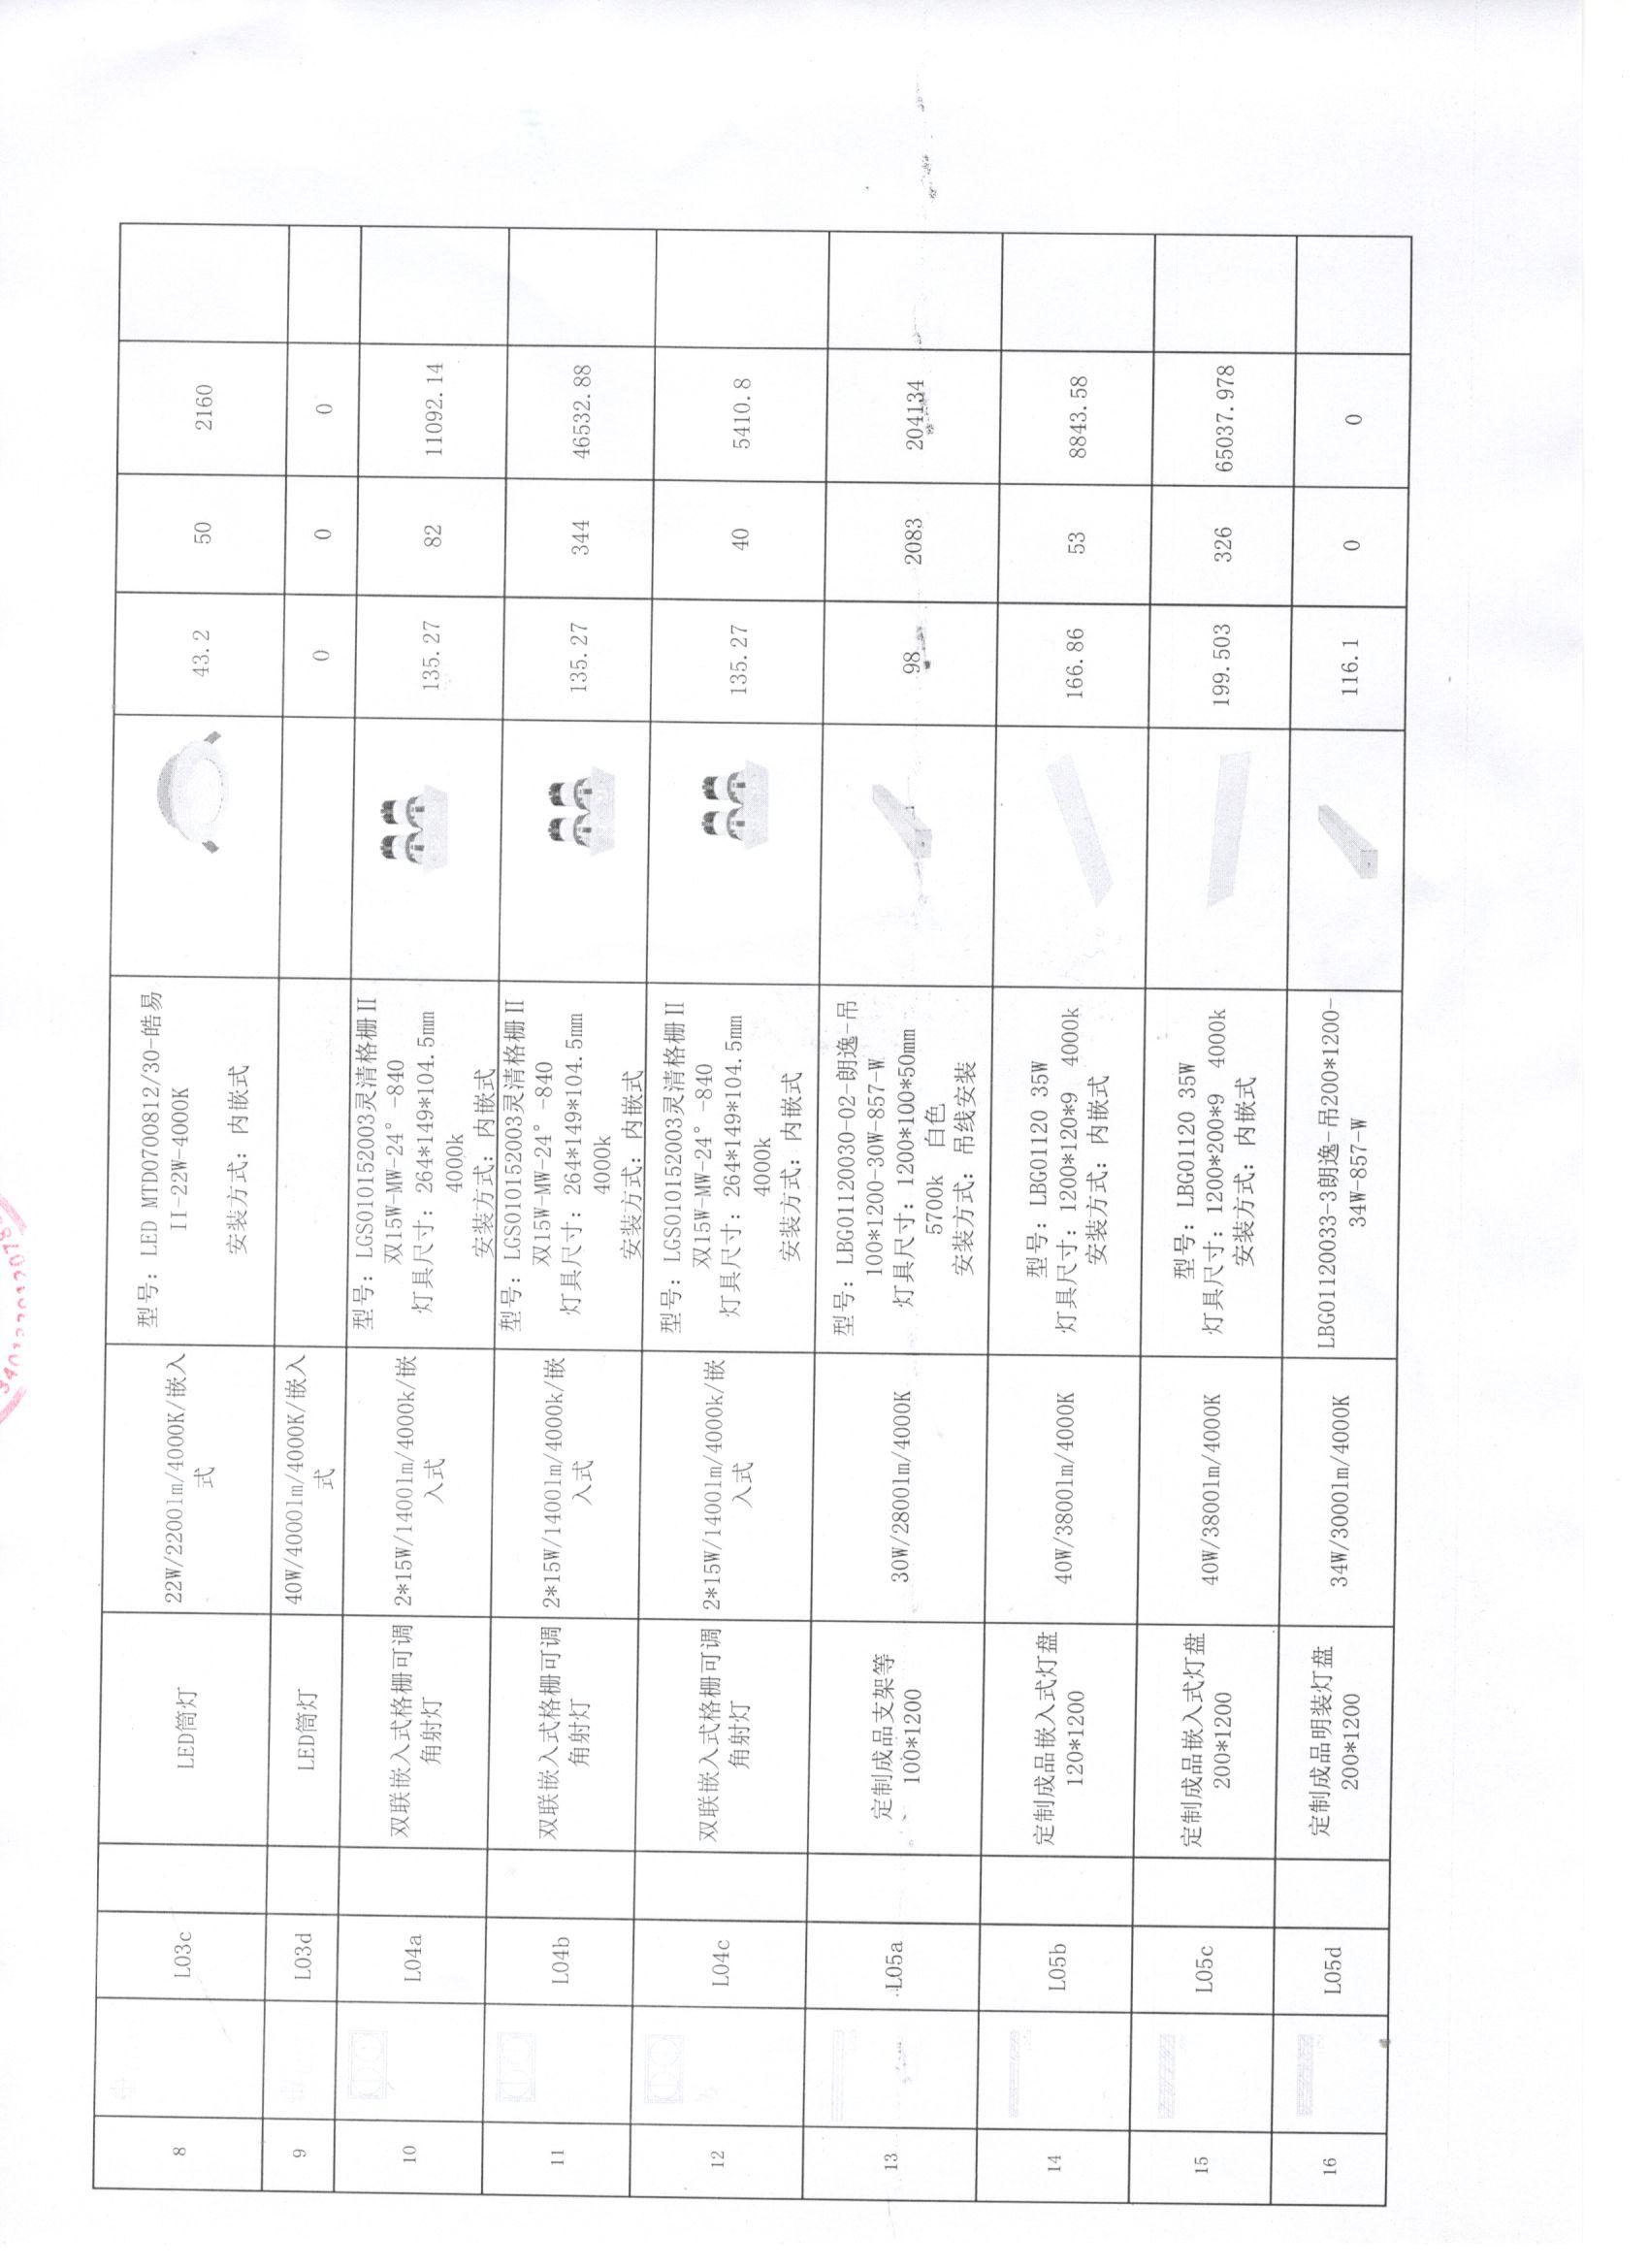 8
L03c
LED筒灯
22W/2200lm/4000K/嵌入
式
型号: LED MTD0700812/30-皓易
II-22W-4000K
安装方式: 内嵌式
43.2
50
2160
9
L03d
LED筒灯
40W/4000lm/4000K/嵌入
式
0
0
0
10
L04a
双联嵌入式格栅可调
角射灯
2*15W/1400lm/4000k/嵌
入式
型号: LGS010152003灵清格栅II
双15W-MW-24°-840
灯具尺寸: 264*149*104.5mm
4000k
安装方式: 内嵌式
135.27
82
11092.14
11
L04b
双联嵌入式格栅可调
角射灯
2*15W/1400lm/4000k/嵌
入式
型号: LGS010152003灵清格栅II
双15W-MW-24°-840
灯具尺寸: 264*149*104.5mm
4000k
安装方式: 内嵌式
135.27
344
46532.88
12
L04c
双联嵌入式格栅可调
角射灯
2*15W/1400lm/4000k/嵌
入式
型号: LGS010152003灵清格栅II
双15W-MW-24°-840
灯具尺寸: 264*149*104.5mm
4000k
安装方式: 内嵌式
135.27
40
5410.8
13
L05a
定制成品支架等
100*1200
30W/2800lm/4000K
型号: LBG01120030-02-朗逸-吊
100*1200-30W-857-W
灯具尺寸: 1200*100*50mm
5700k 白色
安装方式: 吊线安装
98
2083
204134
14
L05b
定制成品嵌入式灯盘
120*1200
40W/3800lm/4000K
型号: LBG01120 35W
灯具尺寸: 1200*120*9 4000k
安装方式: 内嵌式
166.86
53
8843.58
15
L05c
定制成品嵌入式灯盘
200*1200
40W/3800lm/4000K
型号: LBG01120 35W
灯具尺寸: 1200*200*9 4000k
安装方式: 内嵌式
199.503
326
65037.978
16
L05d
定制成品明装灯盘
200*1200
34W/3000lm/4000K
LBG01120033-3朗逸-吊200*1200-
34W-857-W
116.1
0
0